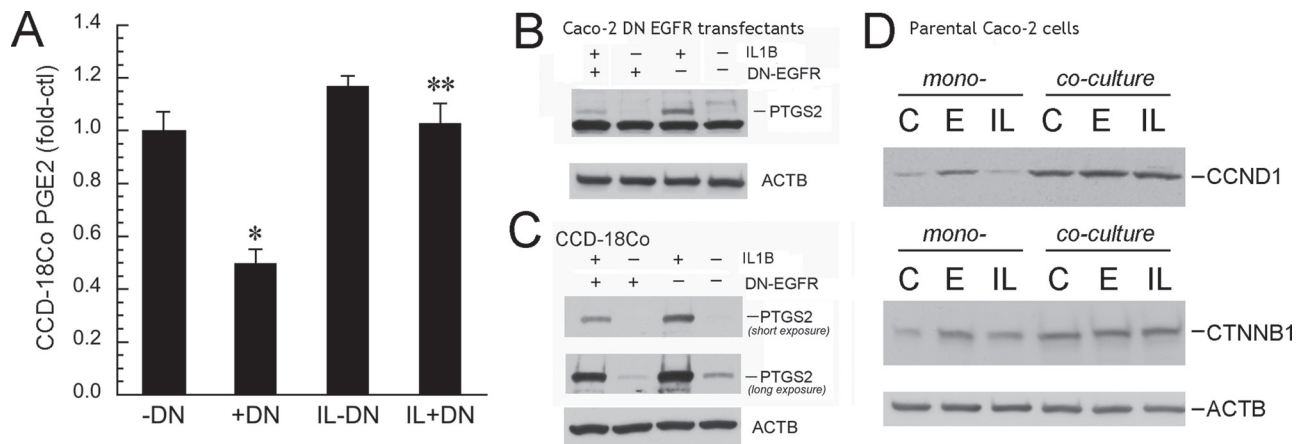 A
CCD-18Co PGE2 (fold-ctl)
1.4
1.2
1.0
0.8
0.6
0.4
0.2
0.0
*
**
-DN +DN IL-DN IL+DN
B Caco-2 DN EGFR transfectants
+ − + − IL1B
+ + − − DN-EGFR
–PTGS2
ACTB
C CCD-18Co
+ − + − IL1B
+ + − − DN-EGFR
–PTGS2
(short exposure)
–PTGS2
(long exposure)
ACTB
D Parental Caco-2 cells
mono- co-culture
C E IL C E IL
–CCND1
mono- co-culture
C E IL C E IL
–CTNNB1
–ACTB